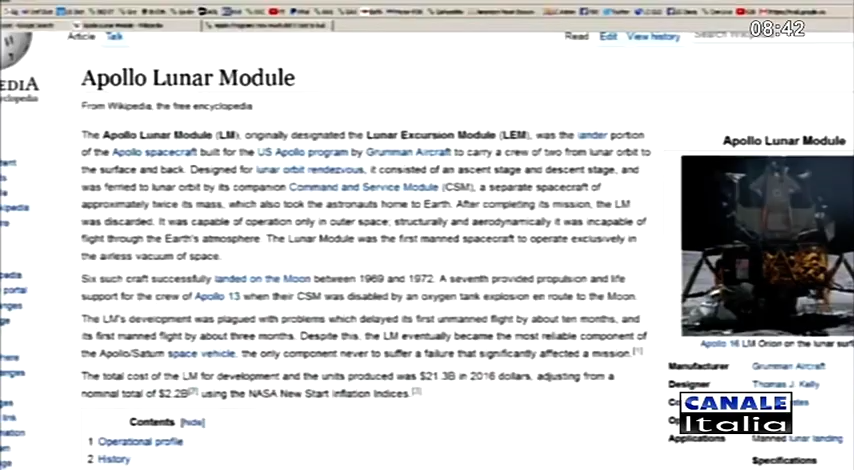 08:42
Article Talk Read Edit View history
EDIA
Apollo Lunar Module
From Wikipedia, the free encyclopedia
The Apollo Lunar Module (LM), originally designated the Lunar Excursion Module (LEM), was the lander portion
of the Apollo spacecraft built for the US Apollo program by Grumman Aircraft to carry a crew of two from lunar orbit to
the surface and back. Designed for lunar orbit rendezvous, it consisted of an ascent stage and descent stage, and
was ferried to lunar orbit by its companion Command and Service Module (CSM), a separate spacecraft of
approximately twice its mass, which also took the astronauts home to Earth. After completing its mission, the LM
was discarded. It was capable of operation only in outer space; structurally and aerodynamically it was incapable of
flight through the Earth's atmosphere. The Lunar Module was the first manned spacecraft to operate exclusively in
the airless vacuum of space.
Six such craft successfully landed on the Moon between 1969 and 1972. A seventh provided propulsion and life
support for the crew of Apollo 13 when their CSM was disabled by an oxygen tank explosion en route to the Moon.
The LM's development was plagued with problems which delayed its first unmanned flight by about ten months, and
its first manned flight by about three months. Despite this, the LM eventually became the most reliable component of
the Apollo/Saturn space vehicle, the only component never to suffer a failure that significantly affected a mission.[1]
The total cost of the LM for development and the units produced was $21.3B in 2016 dollars, adjusting from a
nominal total of $2.2B[2] using the NASA New Start Inflation Indices.[3]
Contents [hide]
1 Operational profile
2 History
Apollo Lunar Module
Apollo 16 LM Orion on the lunar surf
Manufacturer Grumman Aircraft
Designer Thomas J. Kelly
Applications Manned lunar landing
Specifications
CANALE
Italia